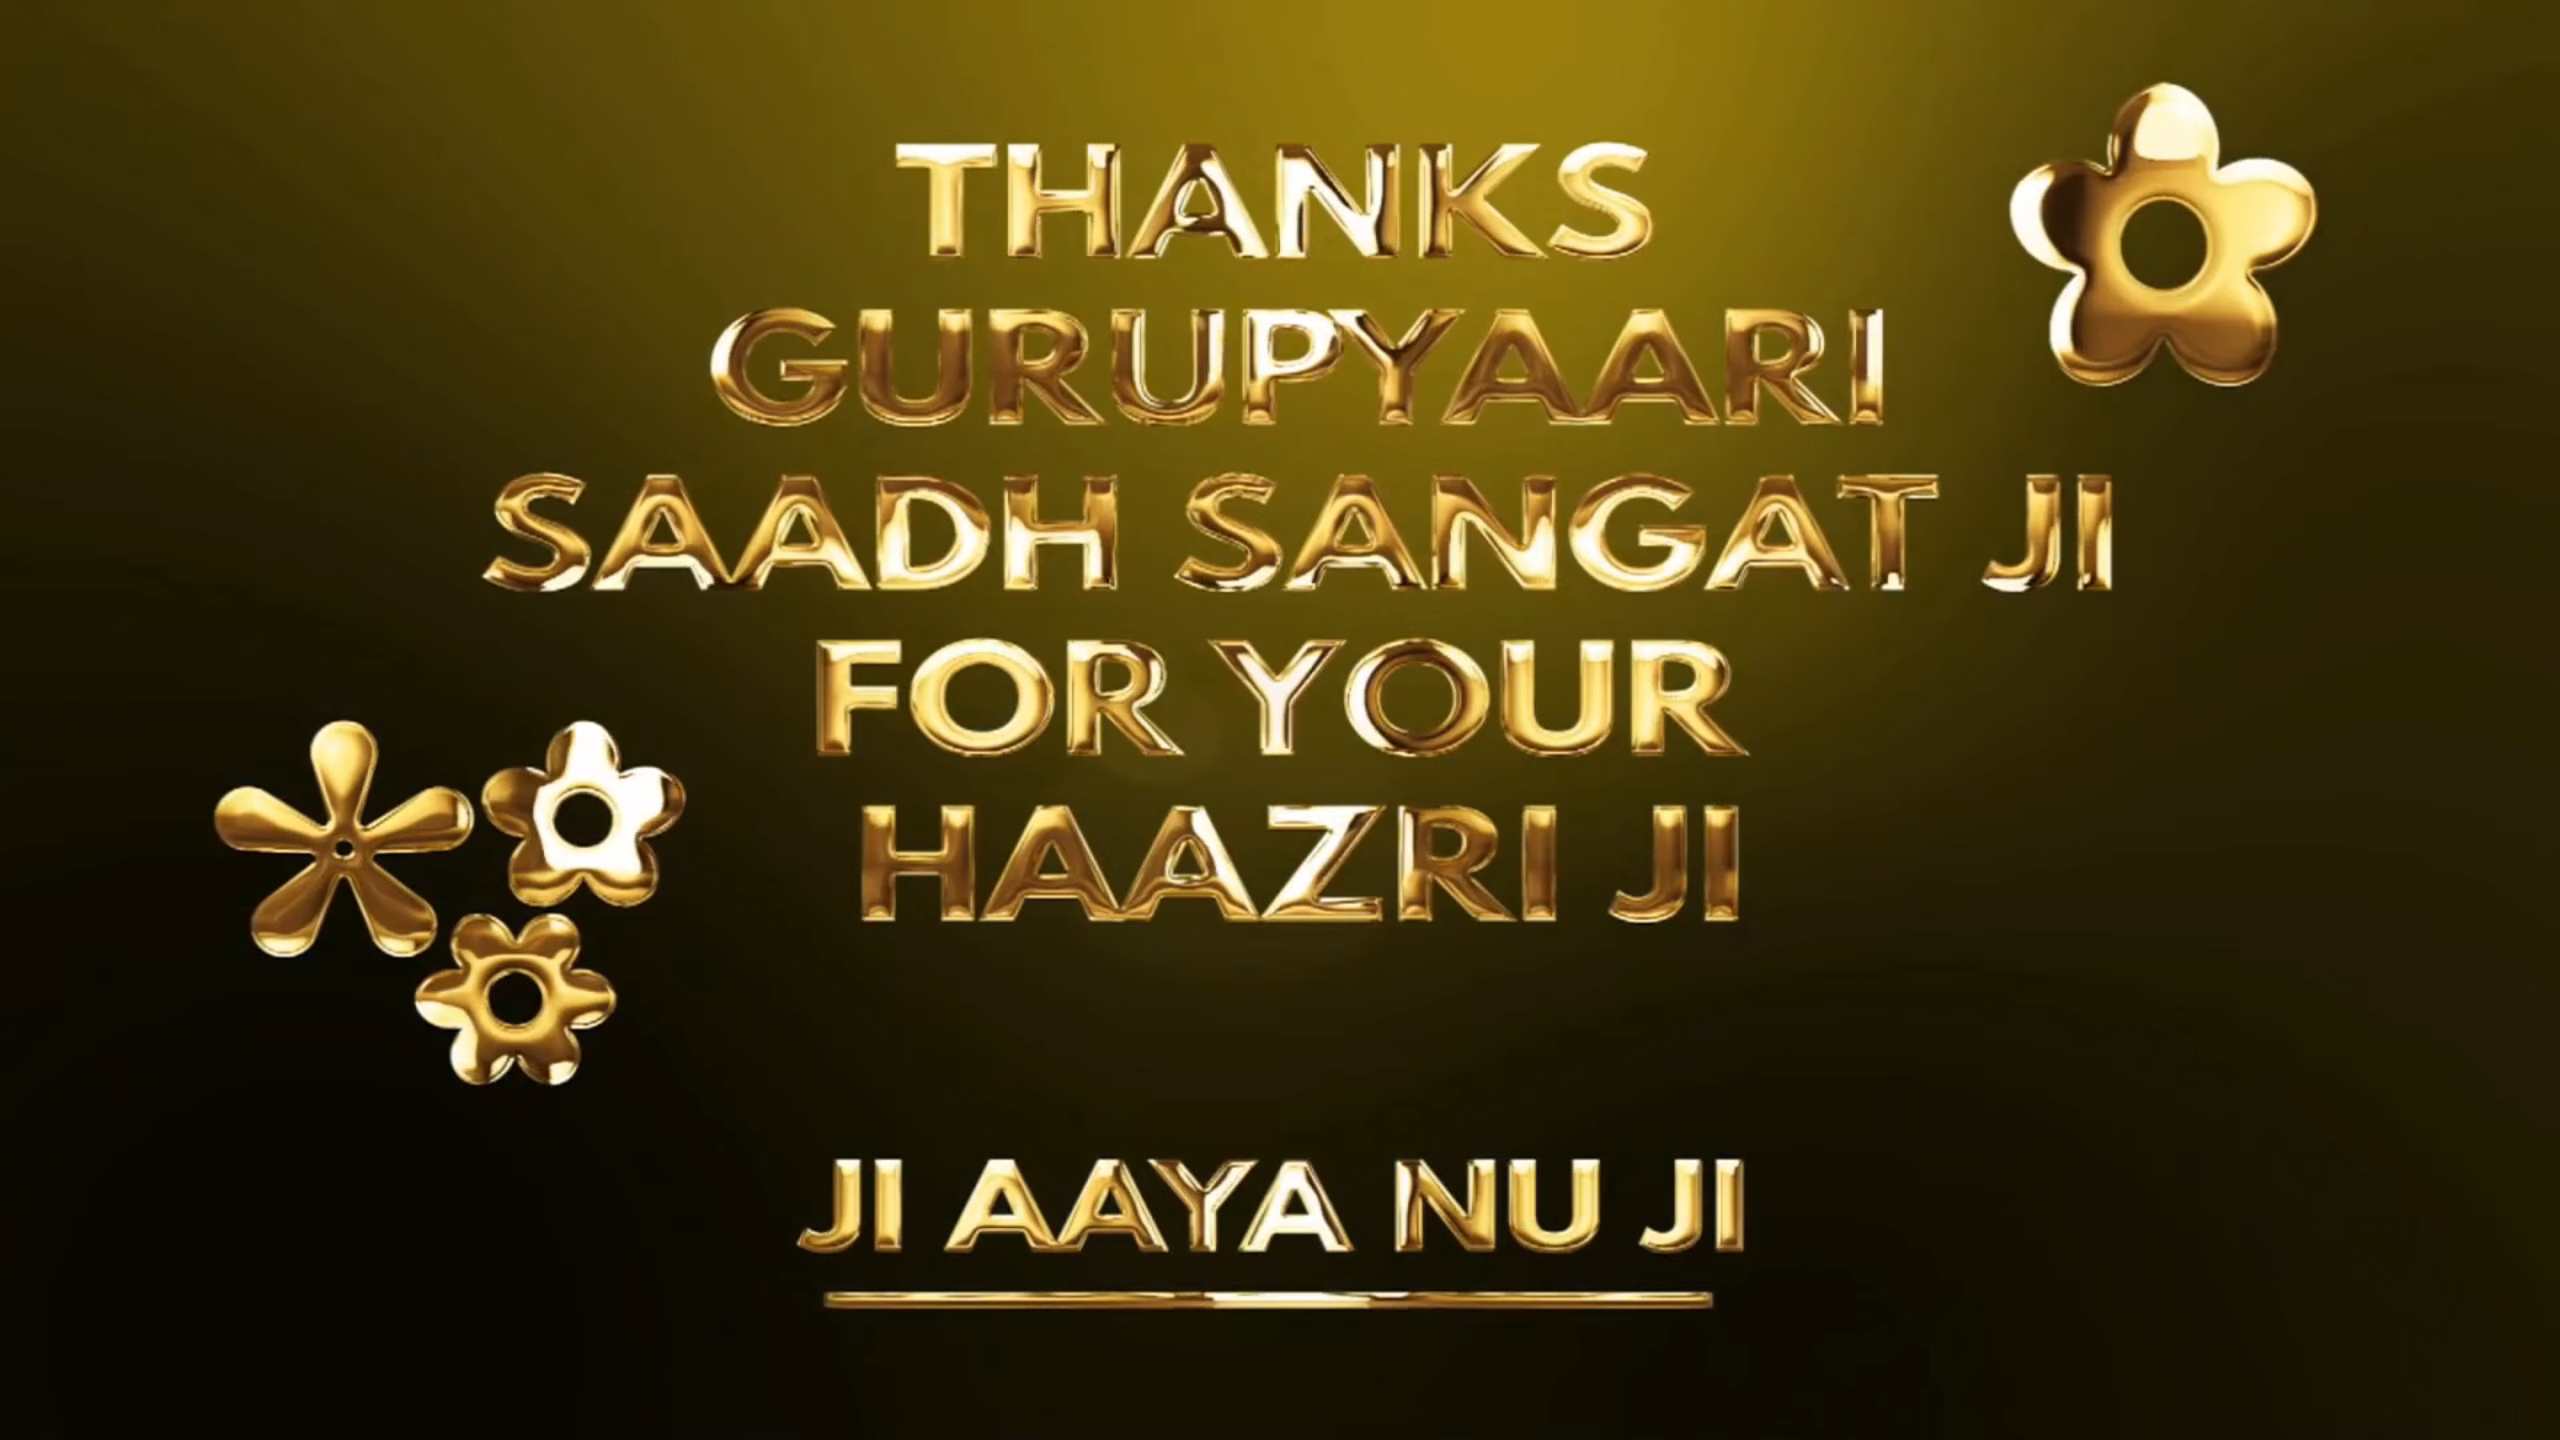 THANKS
GURUPYAARI
SAADH SANGAT JI
FOR YOUR
HAAZRI JI
JI AAYA NU JI